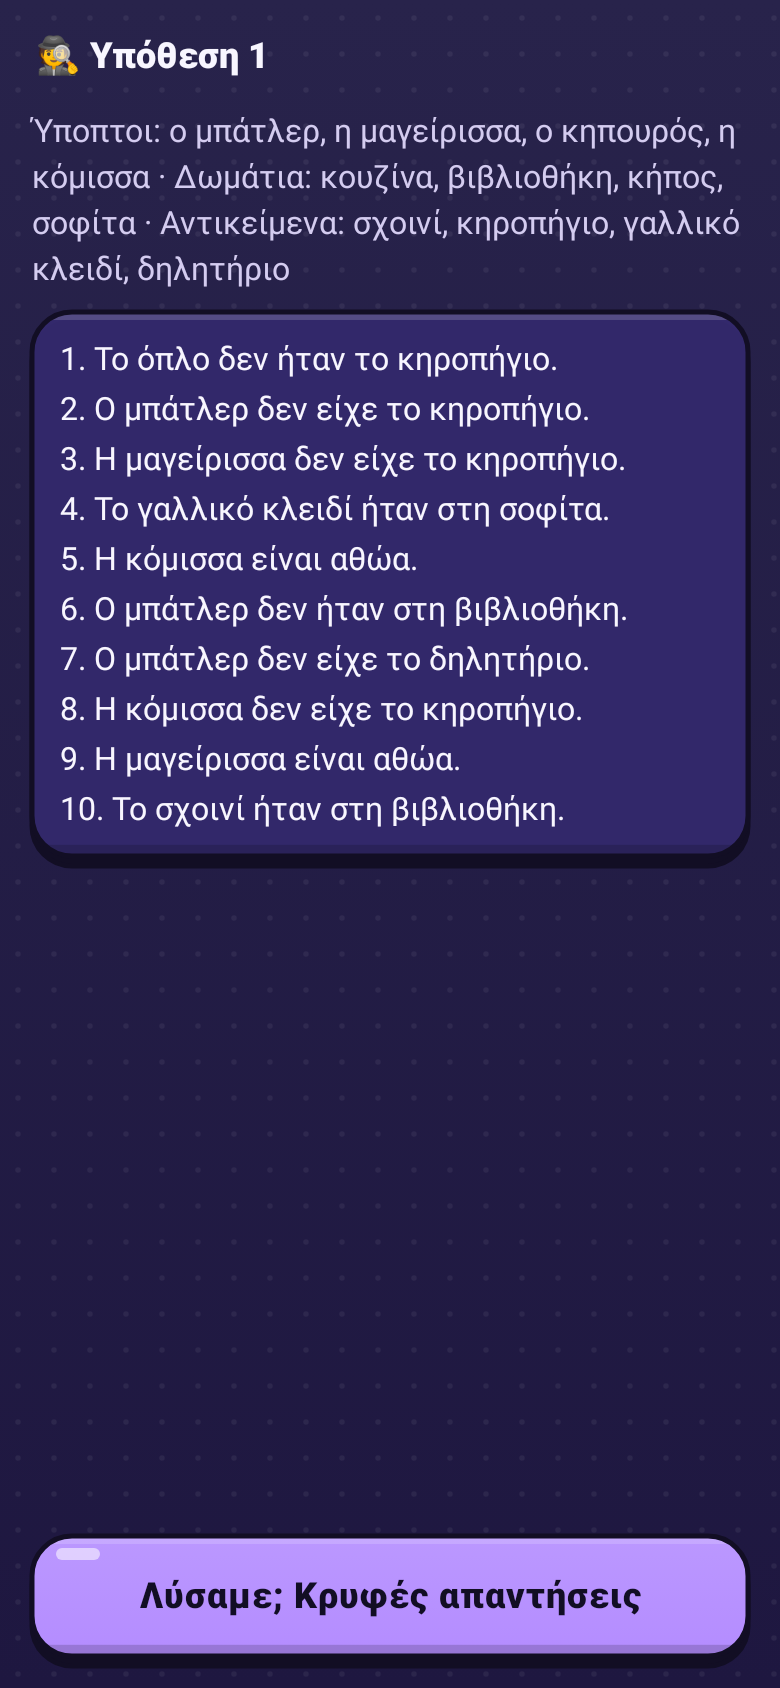 Υπόθεση 1
Ύποπτοι: ο μπάτλερ, η μαγείρισσα, ο κηπουρός, η
κόμισσα · Δωμάτια: κουζίνα, βιβλιοθήκη, κήπος,
σοφίτα · Αντικείμενα: σχοινί, κηροπήγιο, γαλλικό
κλειδί, δηλητήριο
1. Το όπλο δεν ήταν το κηροπήγιο.
2. Ο μπάτλερ δεν είχε το κηροπήγιο.
3. Η μαγείρισσα δεν είχε το κηροπήγιο.
4. Το γαλλικό κλειδί ήταν στη σοφίτα.
5. Η κόμισσα είναι αθώα.
6. Ο μπάτλερ δεν ήταν στη βιβλιοθήκη.
7. Ο μπάτλερ δεν είχε το δηλητήριο.
8. Η κόμισσα δεν είχε το κηροπήγιο.
9. Η μαγείρισσα είναι αθώα.
10. Το σχοινί ήταν στη βιβλιοθήκη.
Λύσαμε; Κρυφές απαντήσεις